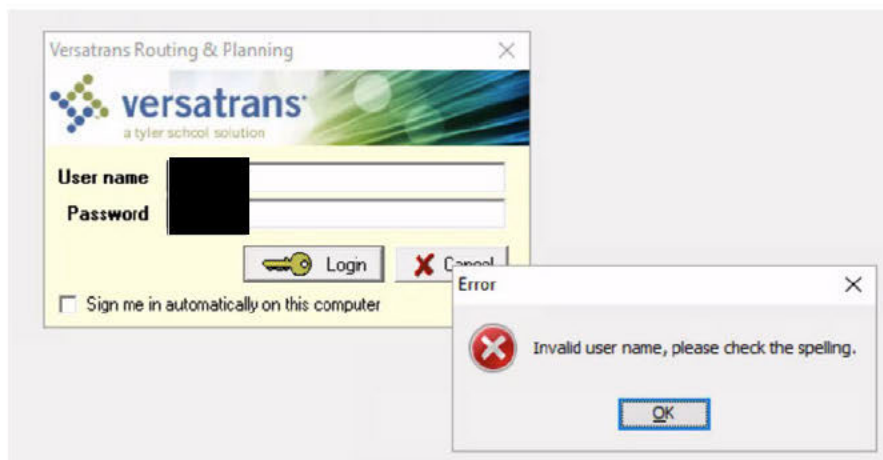 Versatrans Routing & Planning
versatrans
a tyler school solution
User name
Password
Login
Cancel
Sign me in automatically on this computer
Error
Invalid user name, please check the spelling.
OK